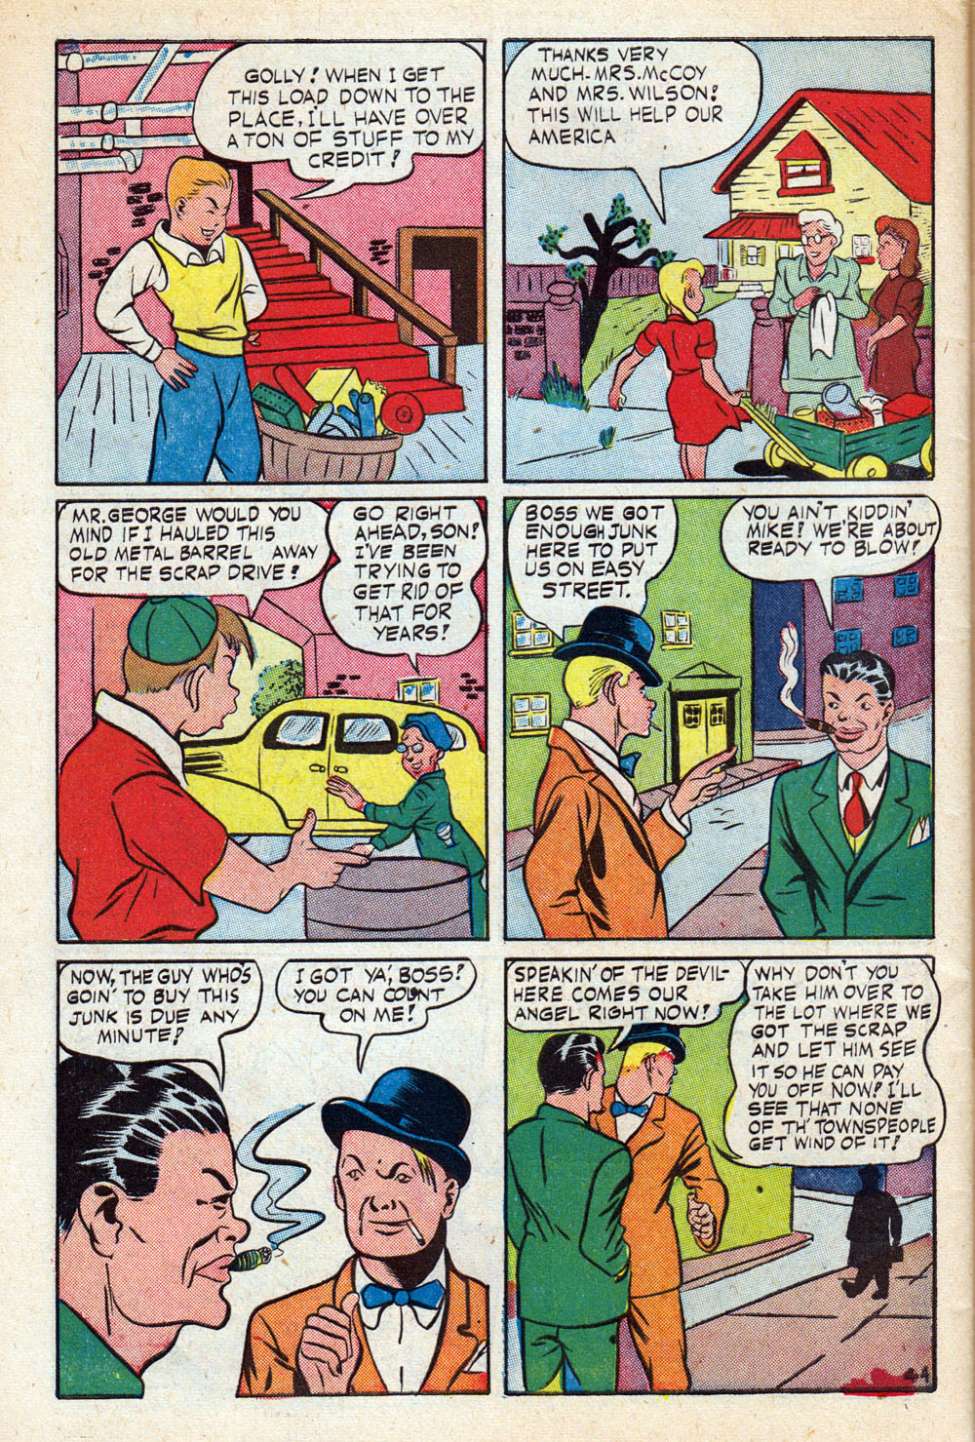 GOLLY! WHEN I GET
THIS LOAD DOWN TO THE
PLACE, I'LL HAVE OVER
A TON OF STUFF TO MY
CREDIT!
THANKS VERY
MUCH-MRS. McCOY
AND MRS. WILSON!
THIS WILL HELP OUR
AMERICA
MR. GEORGE WOULD YOU
MIND IF I HAULED THIS
OLD METAL BARREL AWAY
FOR THE SCRAP DRIVE!
GO RIGHT
AHEAD, SON!
I'VE BEEN
TRYING TO
GET RID OF
THAT FOR
YEARS!
BOSS WE GOT
ENOUGH JUNK
HERE TO PUT
US ON EASY
STREET.
YOU AIN'T KIDDIN'
MIKE! WE'RE ABOUT
READY TO BLOW!
NOW, THE GUY WHO'S
GOIN' TO BUY THIS
JUNK IS DUE ANY
MINUTE!
I GOT YA', BOSS!
YOU CAN COUNT
ON ME!
SPEAKIN' OF THE DEVIL-
HERE COMES OUR
ANGEL RIGHT NOW!
WHY DON'T YOU
TAKE HIM OVER TO
THE LOT WHERE WE
GOT THE SCRAP
AND LET HIM SEE
IT SO HE CAN PAY
YOU OFF NOW! I'LL
SEE THAT NONE
OF TH' TOWNSPEOPLE
GET WIND OF IT!